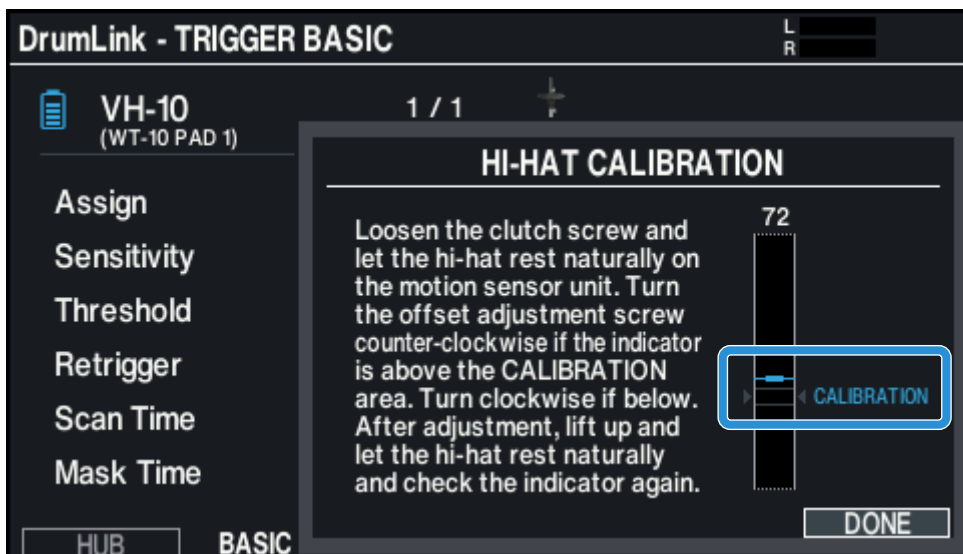 DrumLink - TRIGGER BASIC
L
R
VH-10
1 / 1
(WT-10 PAD 1)
Assign
Sensitivity
Threshold
Retrigger
Scan Time
Mask Time
HUB
BASIC
HI-HAT CALIBRATION
72
Loosen the clutch screw and
let the hi-hat rest naturally on
the motion sensor unit. Turn
the offset adjustment screw
counter-clockwise if the indicator
is above the CALIBRATION
area. Turn clockwise if below.
After adjustment, lift up and
let the hi-hat rest naturally
and check the indicator again.
CALIBRATION
DONE